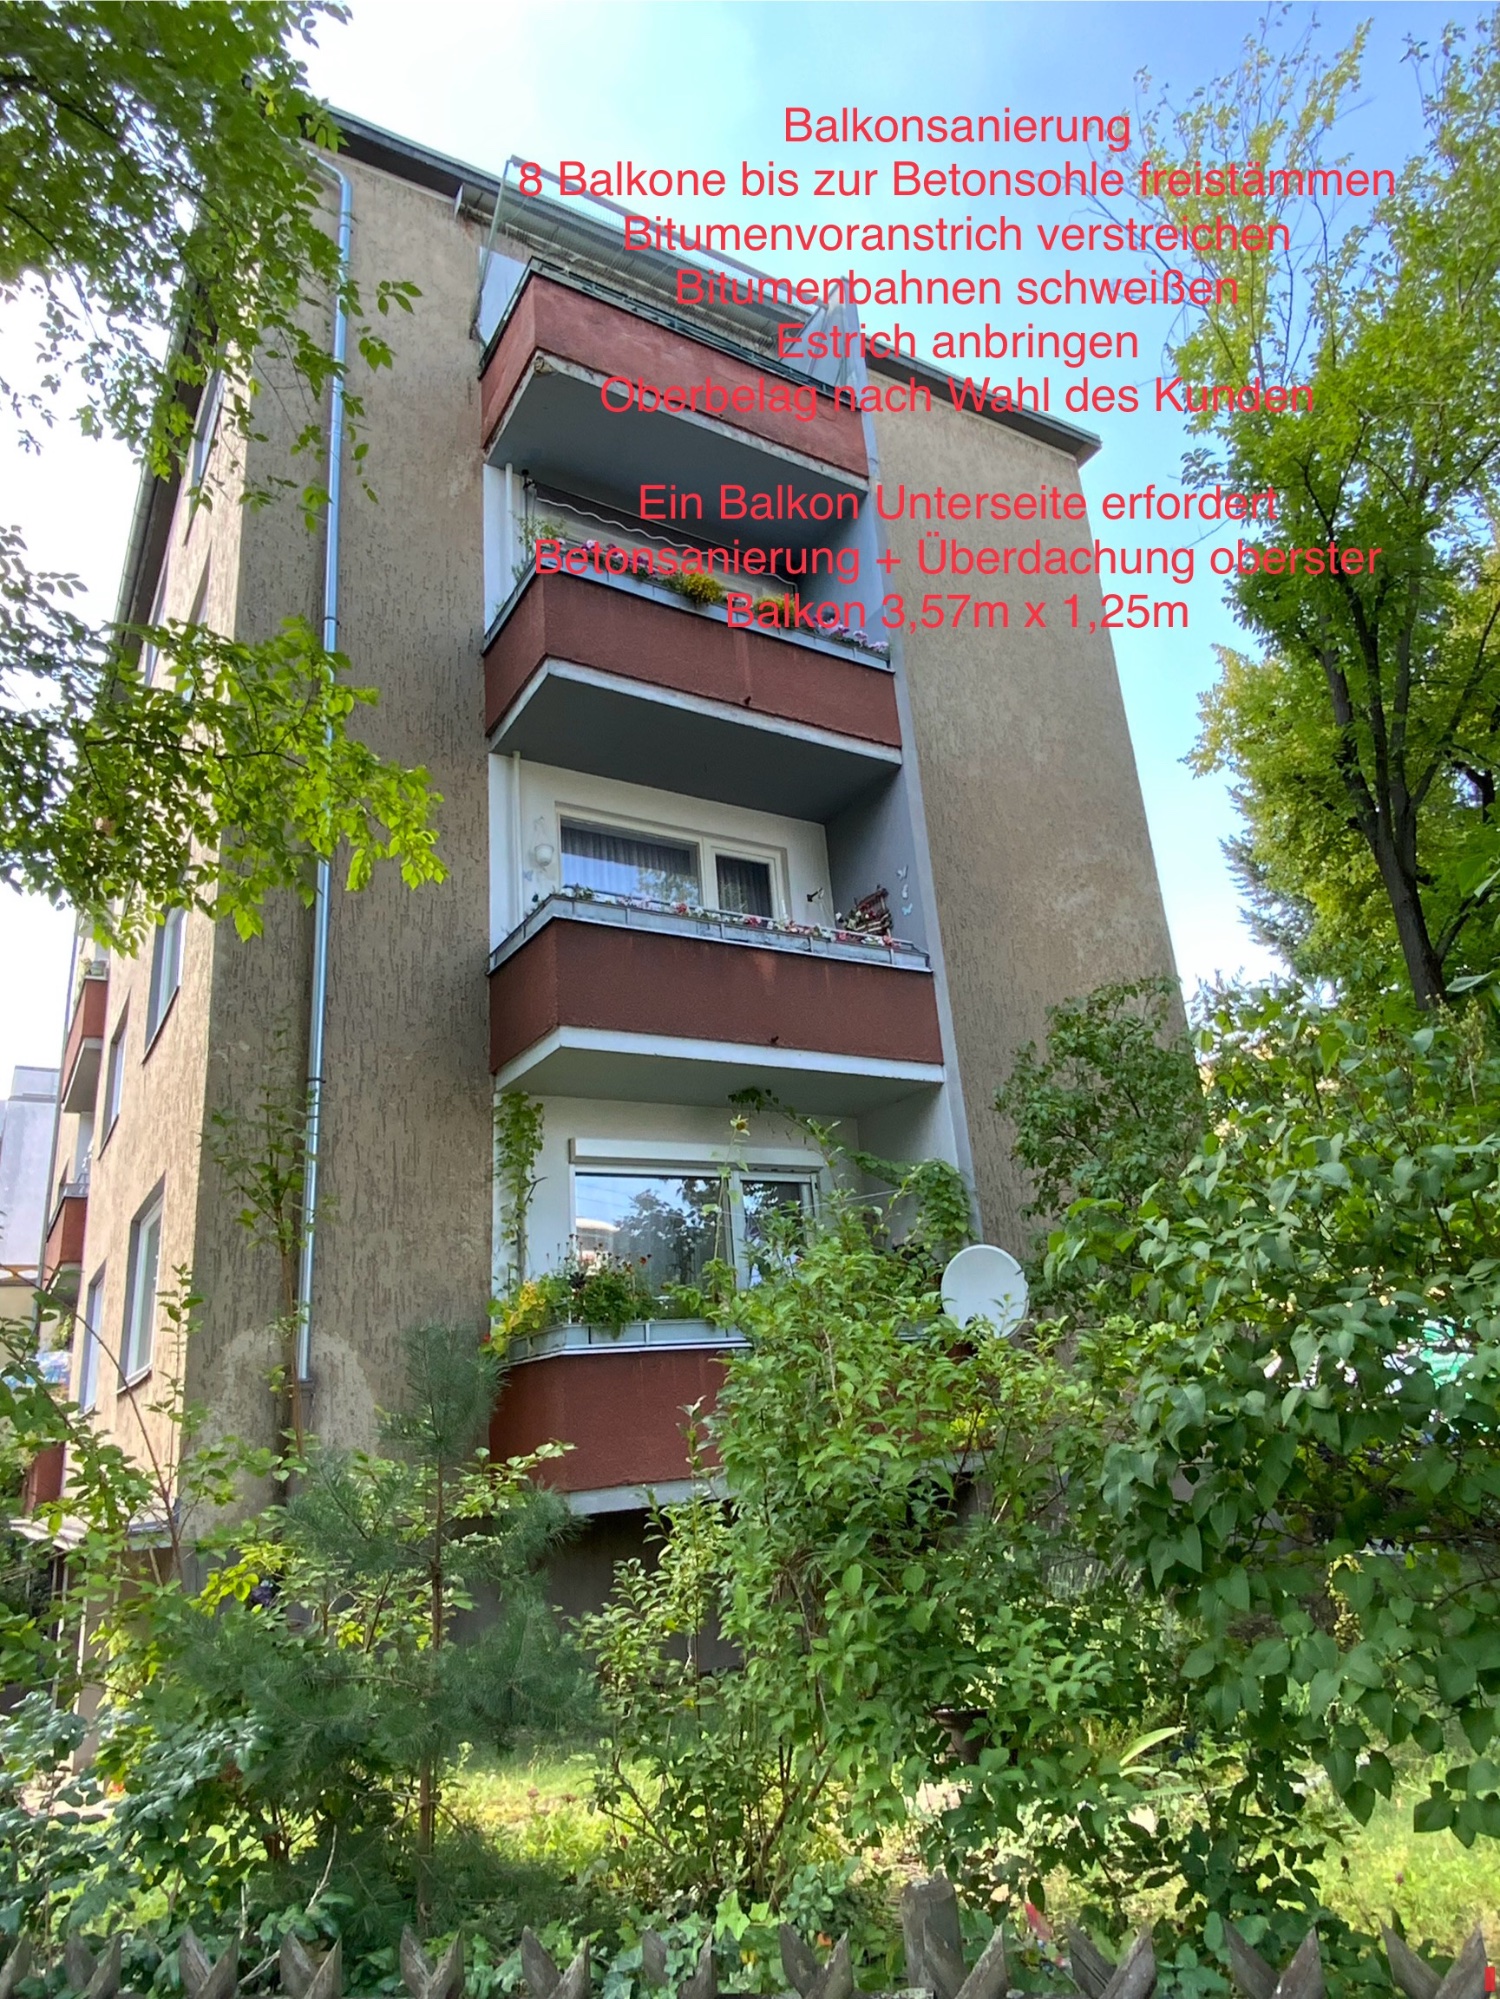 Balkonsanierung
8 Balkone bis zur Betonsohle freistämmen
Bitumenvoranstrich verstreichen
Bitumenbahnen schweißen
Estrich anbringen
Oberbelag nach Wahl des Kunden
Ein Balkon Unterseite erfordert
Betonsanierung + Überdachung oberster
Balkon 3,57m x 1,25m